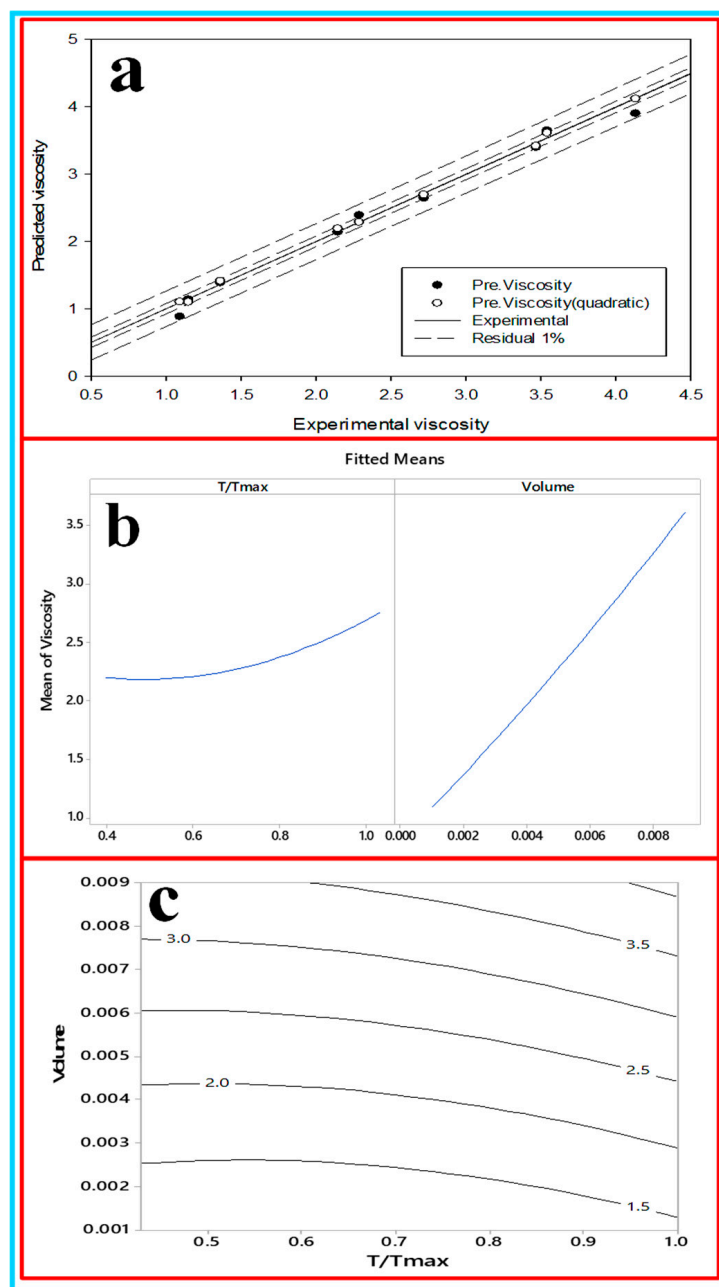 a
5
4
3
2
1
0
Predicted viscosity
Pre.Viscosity
Pre.Viscosity(quadratic)
Experimental
Residual 1%
0.5 1.0 1.5 2.0 2.5 3.0 3.5 4.0 4.5
Experimental viscosity
Fitted Means
T/Tmax Volume
b
3.5
3.0
2.5
2.0
1.5
1.0
Mean of Viscosity
0.4 0.6 0.8 1.0 0.000 0.002 0.004 0.006 0.008
c
0.009
0.008
0.007
0.006
0.005
0.004
0.003
0.002
0.001
Volume
3.0
3.5
2.5
2.0
1.5
0.5 0.6 0.7 0.8 0.9 1.0
T/Tmax